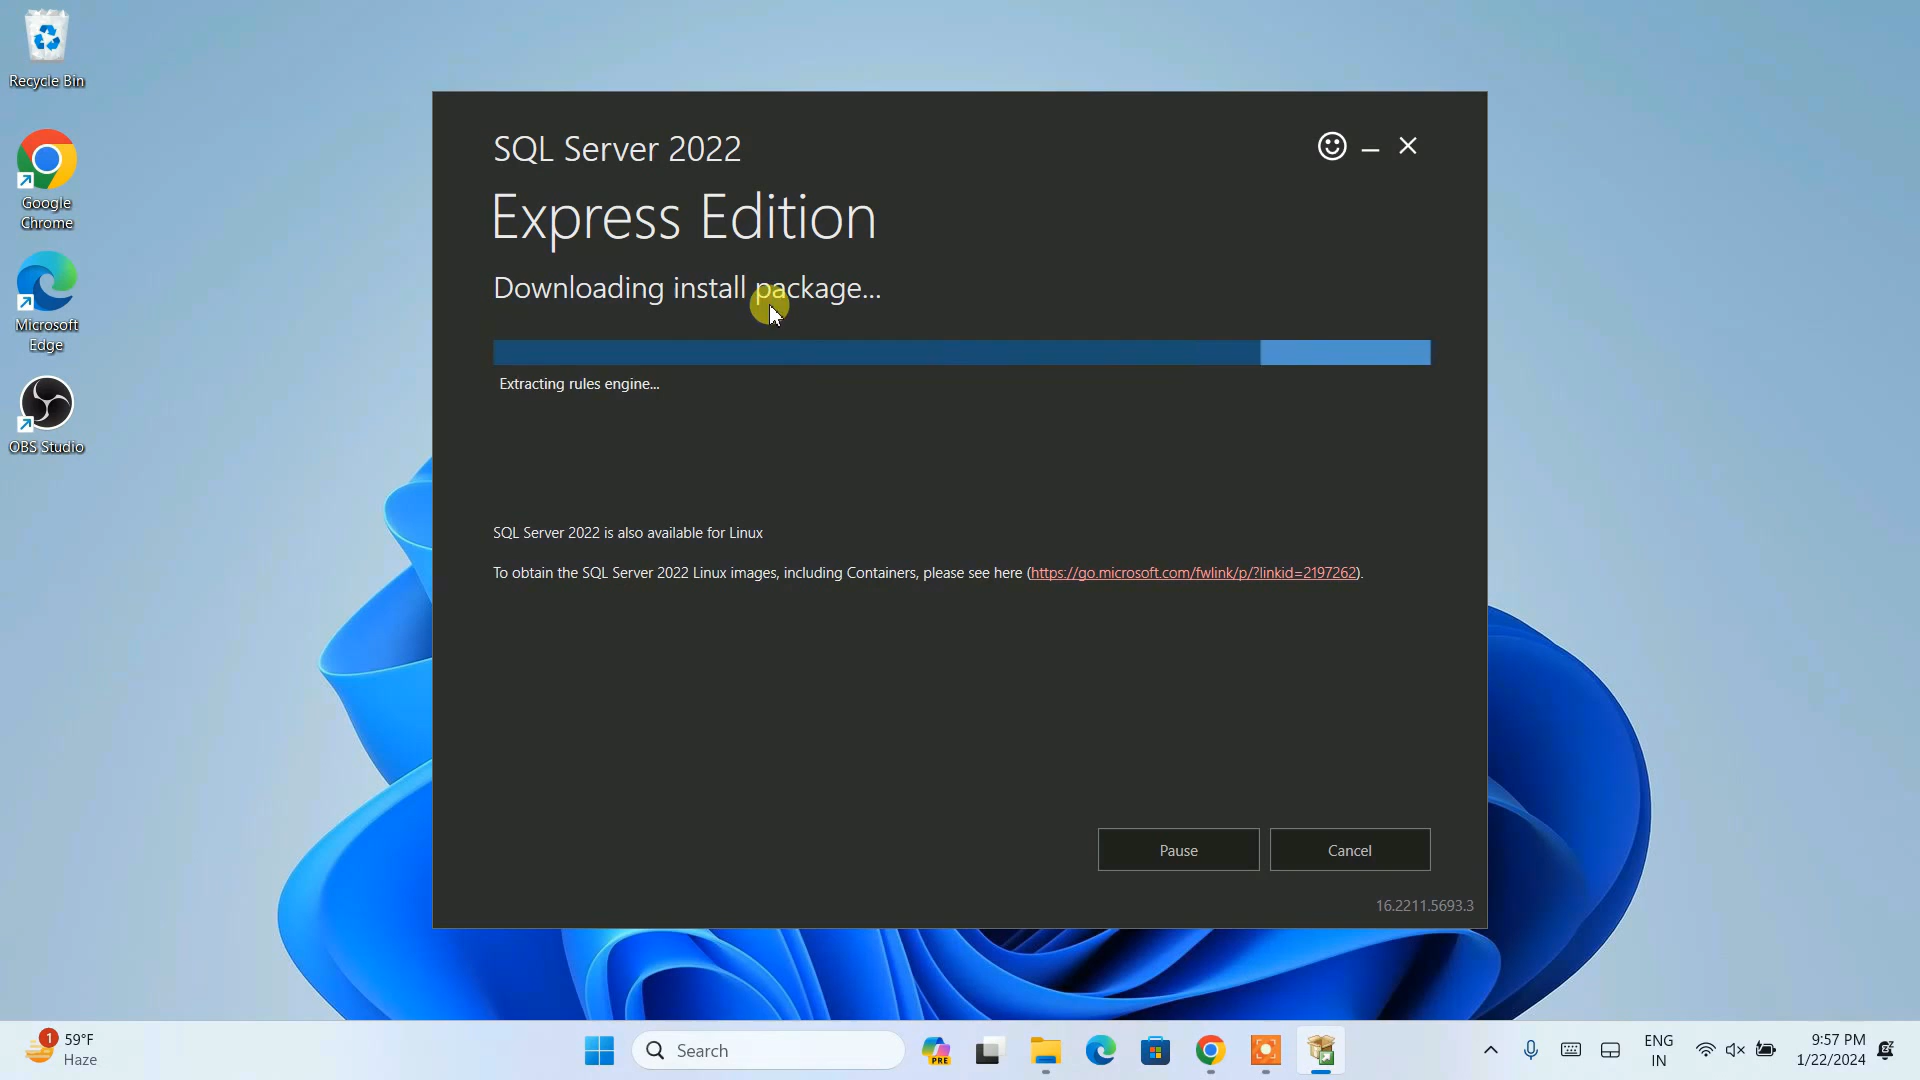 Recycle Bin
Google
Chrome
Microsoft
Edge
OBS Studio
SQL Server 2022
Express Edition
Downloading install package...
Extracting rules engine...
SQL Server 2022 is also available for Linux
To obtain the SQL Server 2022 Linux images, including Containers, please see here (https://go.microsoft.com/fwlink/p/?linkid=2197262).
Pause
Cancel
16.2211.5693.3
1
59°F
Haze
Search
PRE
ENG
IN
9:57 PM
1/22/2024